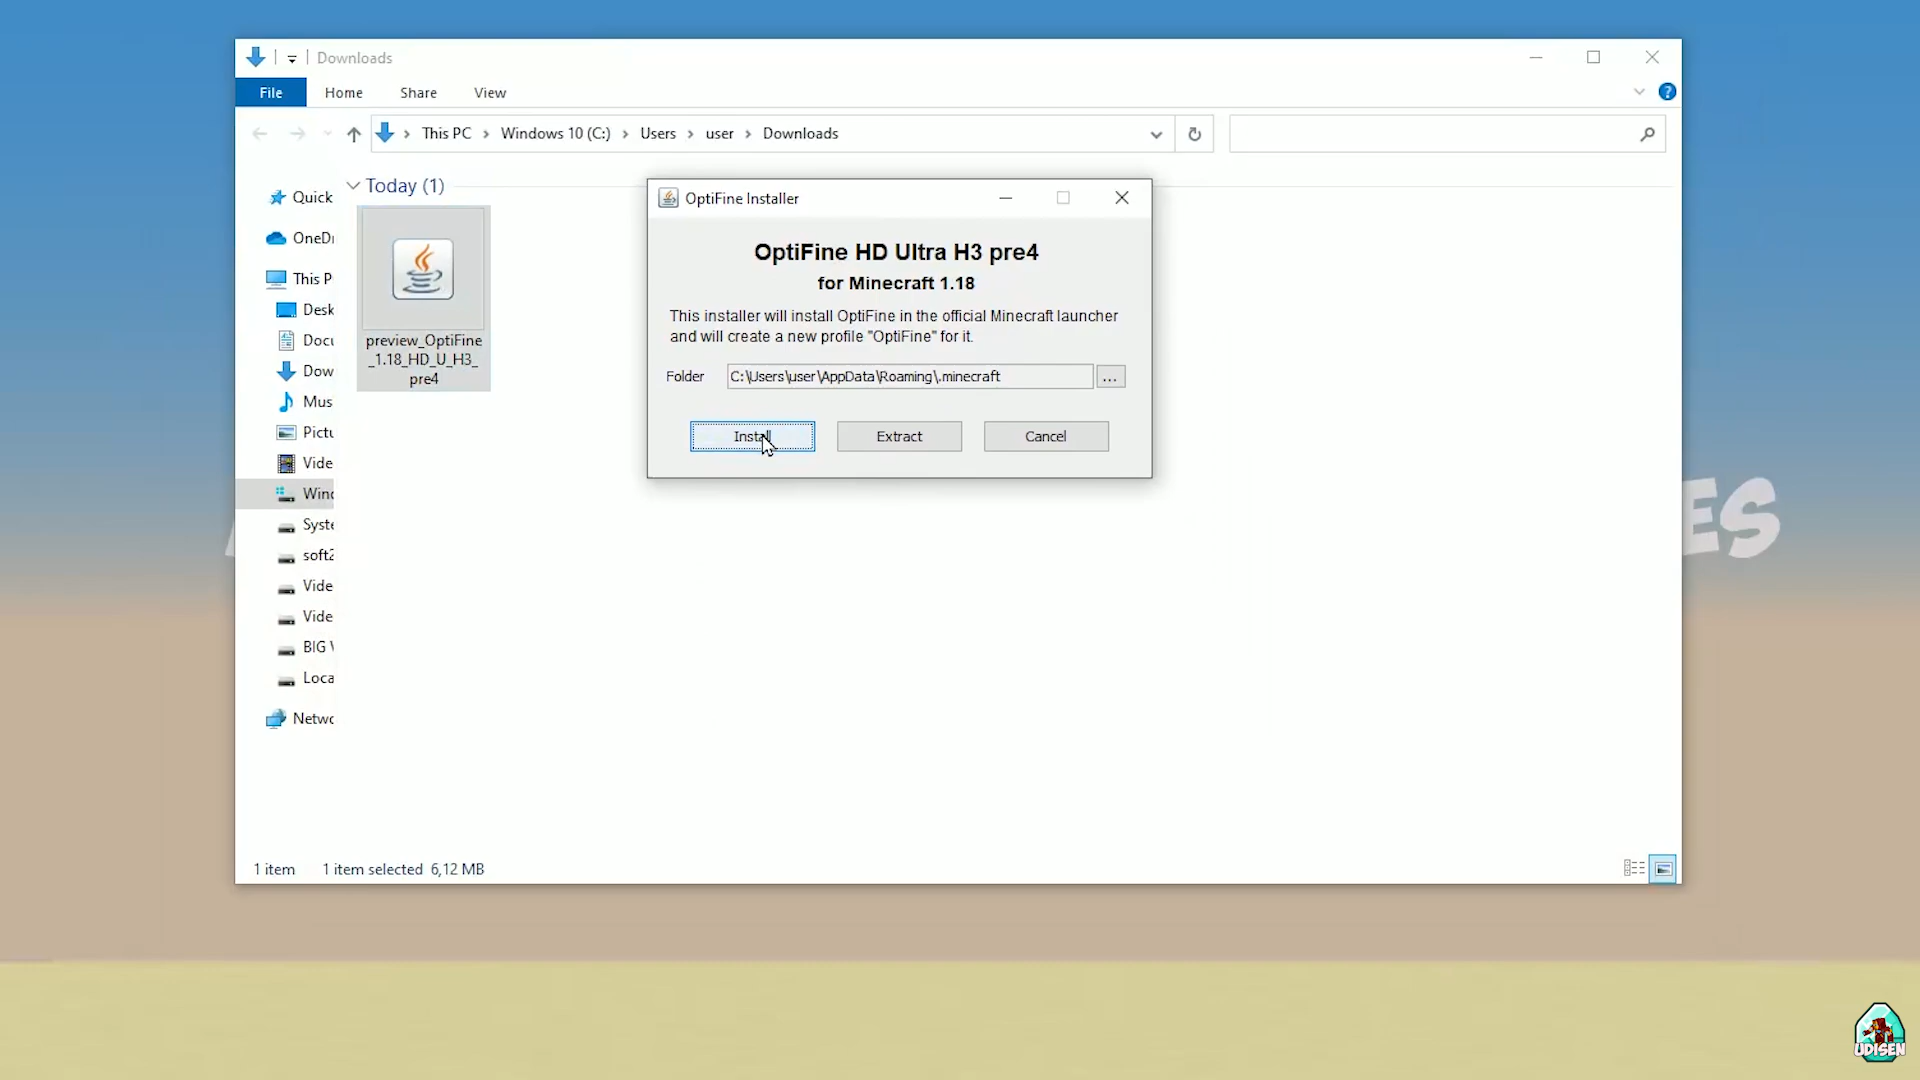 Downloads
File Home Share View
This PC Windows 10 (C:) Users user Downloads
Quick
OneDr
This P
Desk
Docu
Dow
Mus
Pictu
Vide
Wind
Syste
soft2
Vide
Vide
BIG
Loca
Netwo
Today (1)
preview_OptiFine
_1.18_HD_U_H3_
pre4
OptiFine Installer
OptiFine HD Ultra H3 pre4
for Minecraft 1.18
This installer will install OptiFine in the official Minecraft launcher
and will create a new profile "OptiFine" for it.
Folder C:\Users\user\AppData\Roaming\.minecraft ...
Install Extract Cancel
1 item 1 item selected 6,12 MB
ES
UDISEN